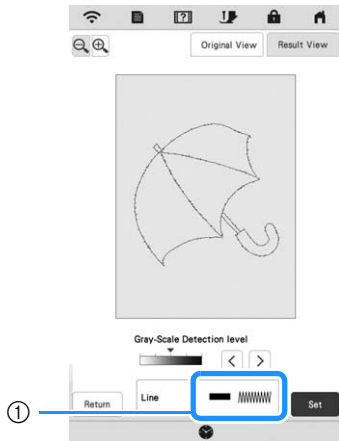 Original View Result View
Gray-Scale Detection level
Line
Return Set
①